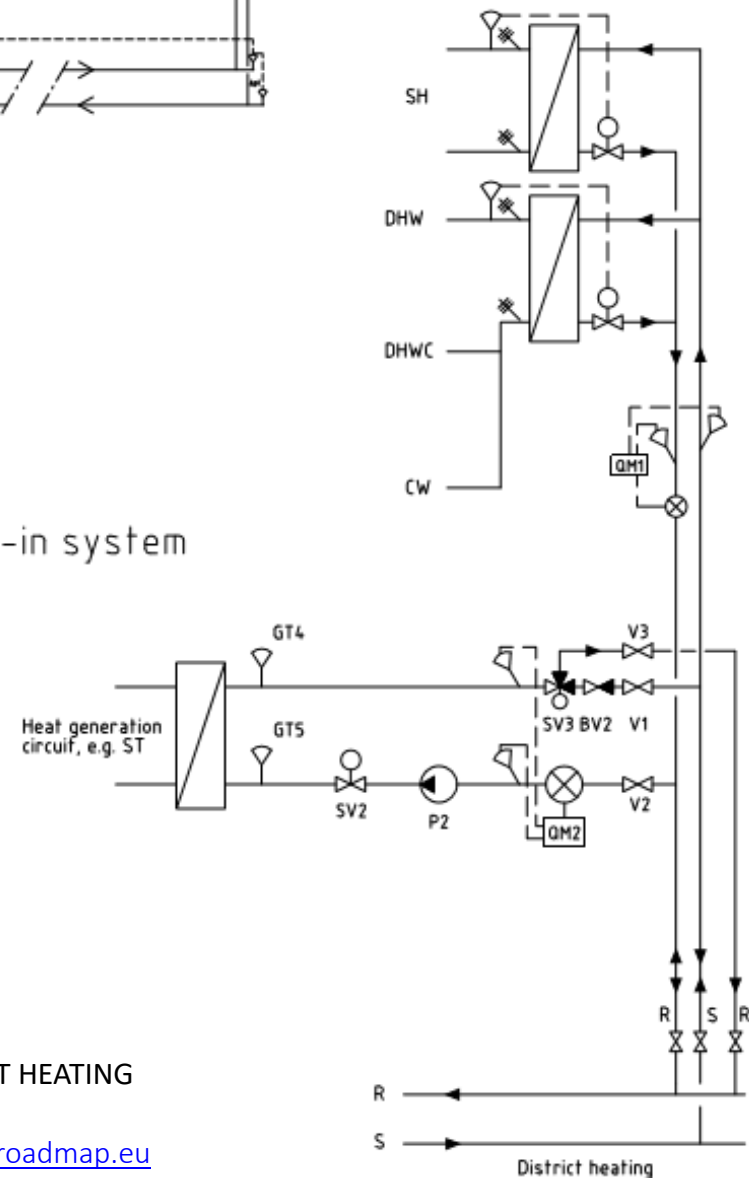 SH
DHW
DHWC
QM1
CW
-in system
GT4
V3
Heat generation
circuit, e.g. ST
SV3 BV2 V1
GT5
SV2
P2
V2
QM2
R S R
T HEATING
R
roadmap.eu
S
District heating